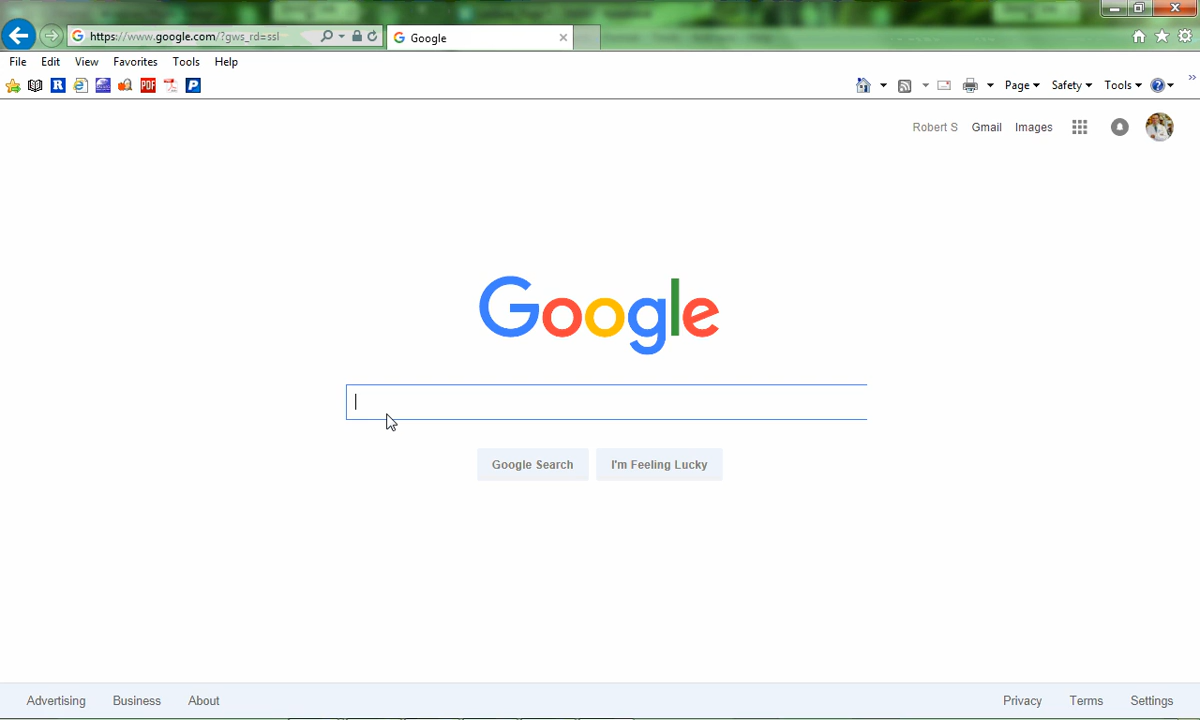 https://www.google.com/?gws_rd=ssl
Google
File Edit View Favorites Tools Help
R PDF P
Page Safety Tools
Robert S Gmail Images
Google
Google Search I'm Feeling Lucky
Advertising Business About Privacy Terms Settings